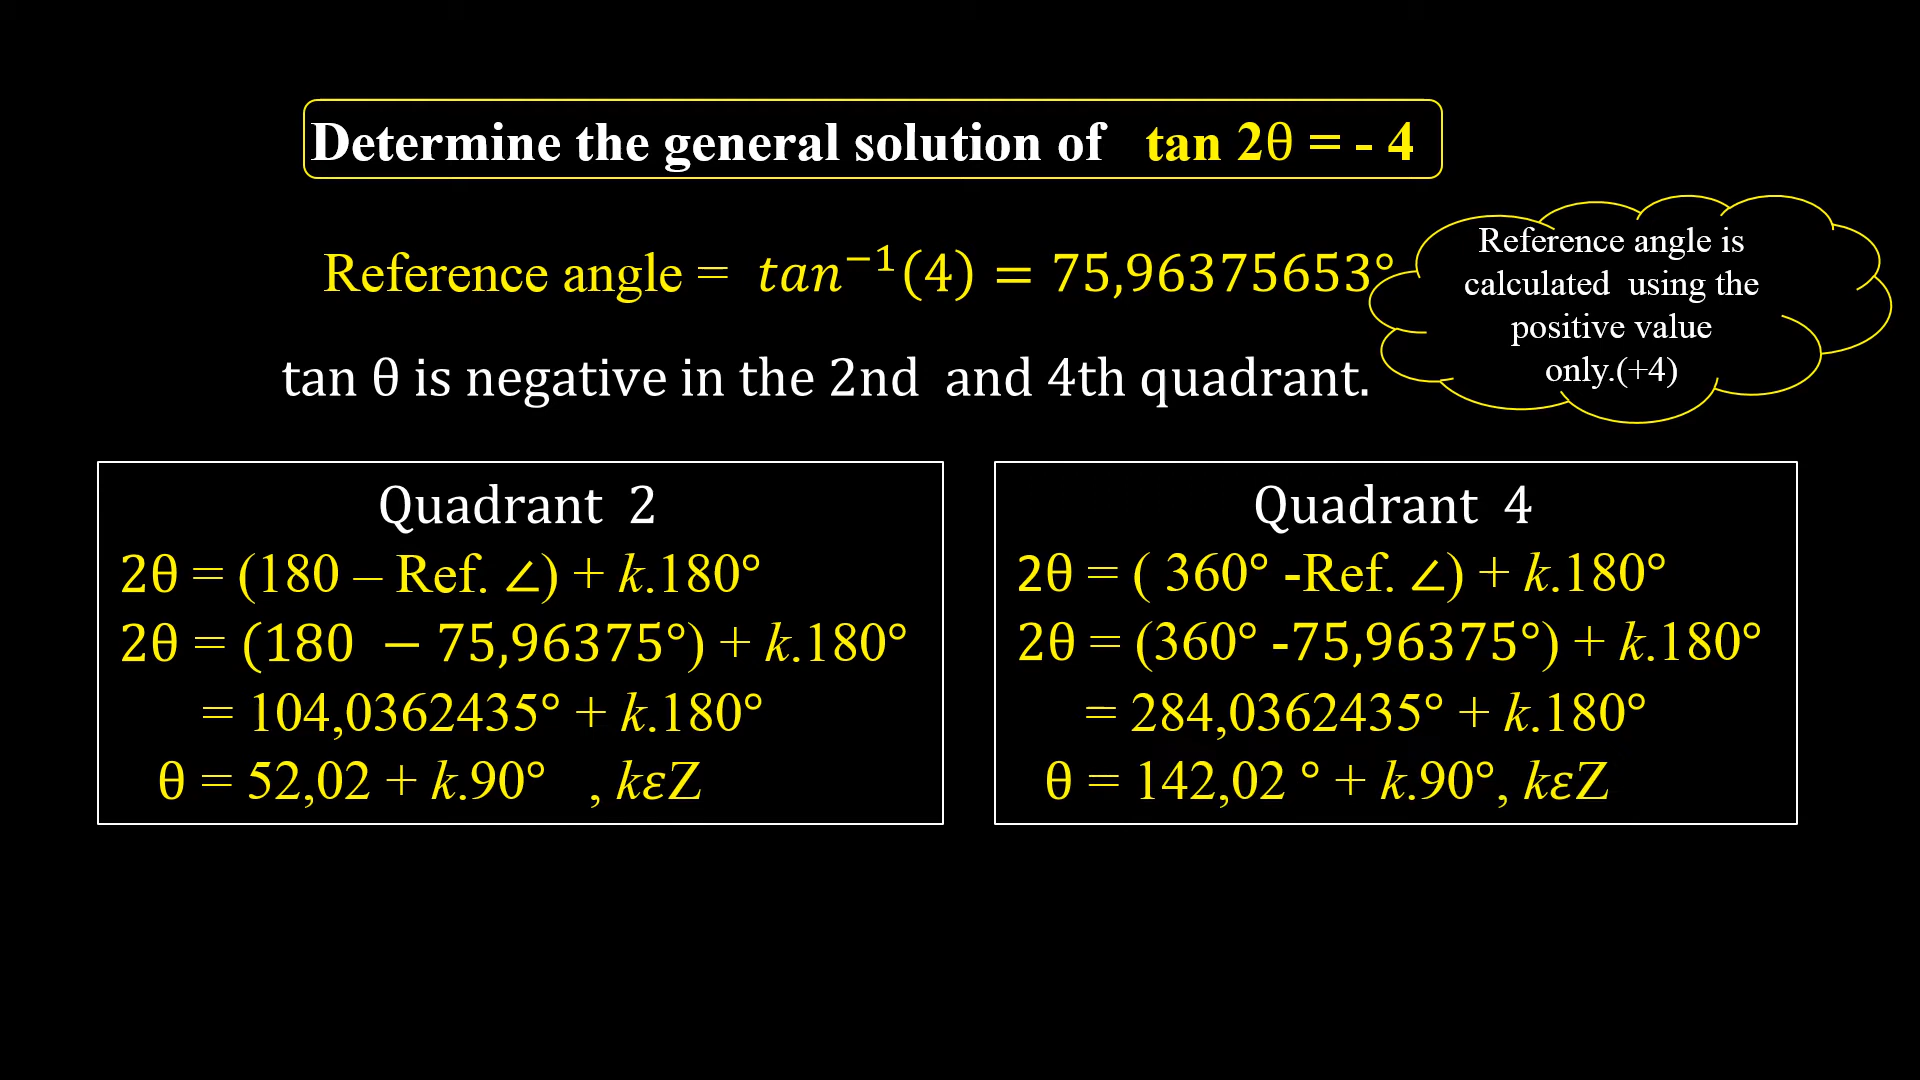 Determine the general solution of tan 2θ = - 4
Reference angle = tan⁻¹(4) = 75,96375653°
Reference angle is
calculated using the
positive value
only.(+4)
tan θ is negative in the 2nd and 4th quadrant.
Quadrant 2
2θ = (180 – Ref. ∠) + k.180°
2θ = (180 − 75,96375°) + k.180°
= 104,0362435° + k.180°
θ = 52,02 + k.90° , kεZ
Quadrant 4
2θ = ( 360° -Ref. ∠) + k.180°
2θ = (360° -75,96375°) + k.180°
= 284,0362435° + k.180°
θ = 142,02 ° + k.90°, kεZ